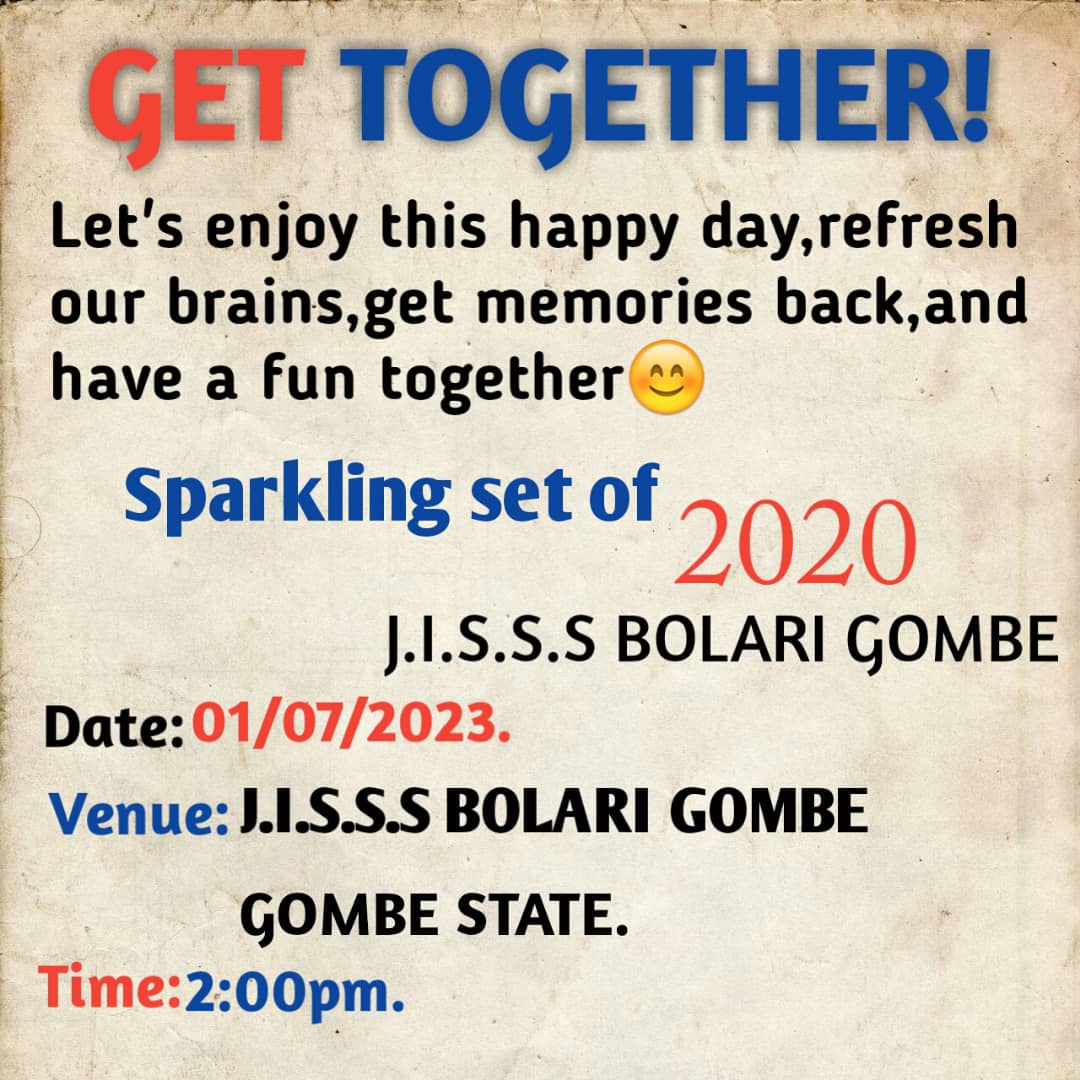 GET TOGETHER!
Let's enjoy this happy day,refresh
our brains,get memories back,and
have a fun together😊
Sparkling set of 2020
J.I.S.S.S BOLARI GOMBE
Date:01/07/2023.
Venue: J.I.S.S.S BOLARI GOMBE
GOMBE STATE.
Time:2:00pm.